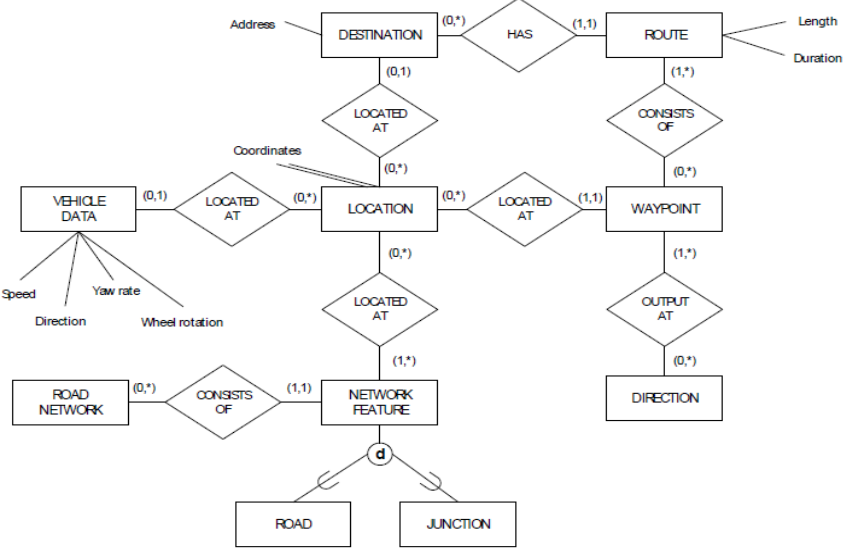 Address
DESTINATION
(0,*)
HAS
(1,1)
ROUTE
Length
Duration
(0,1)
(1,*)
LOCATED
AT
CONSISTS
OF
Coordinates
(0,*)
(0,*)
VEHICLE
DATA
(0,1)
LOCATED
AT
(0,*)
LOCATION
(0,*)
LOCATED
AT
(1,1)
WAYPOINT
(0,*)
(1,*)
Speed
Yaw rate
Direction
Wheel rotation
LOCATED
AT
OUTPUT
AT
(1,*)
(0,*)
ROAD
NETWORK
(0,*)
CONSISTS
OF
(1,1)
NETWORK
FEATURE
DIRECTION
d
ROAD
JUNCTION